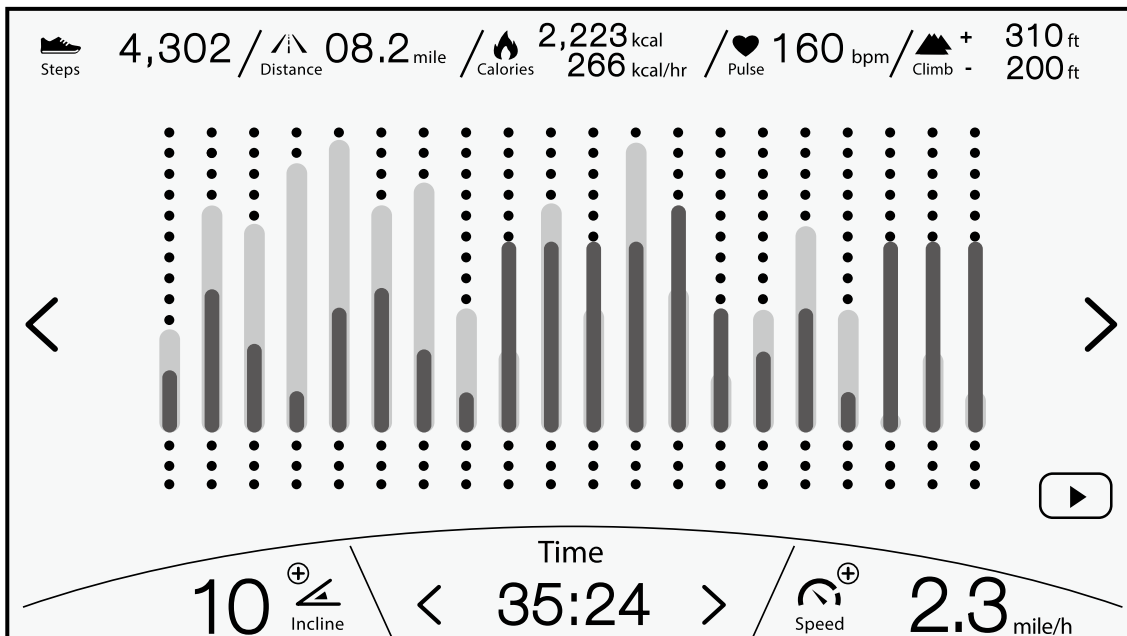 Steps 4,302
Distance 08.2 mile
Calories 2,223 kcal
266 kcal/hr
Pulse 160 bpm
Climb + 310 ft
- 200 ft
Time
10 Incline
35:24
Speed 2.3 mile/h